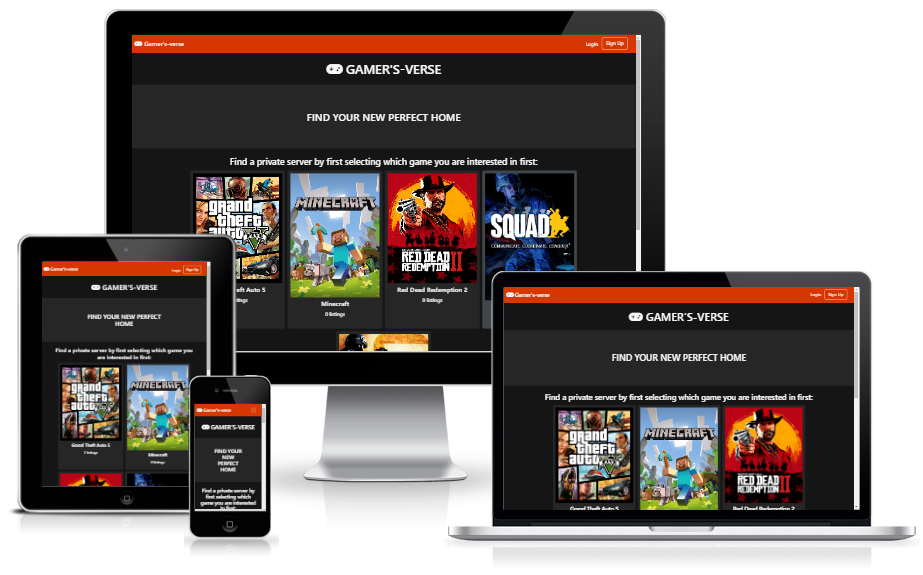 Gamer's-verse
Login
Sign Up
GAMER'S-VERSE
FIND YOUR NEW PERFECT HOME
Find a private server by first selecting which game you are interested in first:
grand
theft
auto
V
MINECRAFT
RED DEAD
REDEMPTION
II
SQUAD
COMMUNICATE. COORDINATE. CONQUER.
eft Auto 5
tings
Minecraft
0 listings
Red Dead Redemption 2
0 listings
Gamer's-verse
Login
Sign Up
GAMER'S-VERSE
FIND YOUR NEW PERFECT
HOME
Find a private server by first selecting which game you
are interested in first:
grand
theft
auto
MINECRAFT
Grand Theft Auto 5
7 listings
Minecraft
0 listings
Gamer's-verse
GAMER'S-VERSE
FIND YOUR
NEW
PERFECT
HOME
Find a private server by
first selecting which
game you are interested
in first:
Gamer's-verse
Login
Sign Up
GAMER'S-VERSE
FIND YOUR NEW PERFECT HOME
Find a private server by first selecting which game you are interested in first:
grand
theft
auto
V
MINECRAFT
RED DEAD
REDEMPTION
II
Grand Theft Auto 5
Minecraft
Red Dead Redemption 2